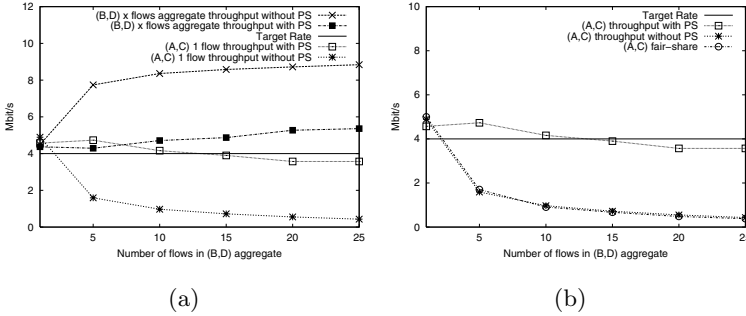 12
10
8
6
4
2
0
Mbit/s
(B,D) x flows aggregate throughput without PS
(B,D) x flows aggregate throughput with PS
Target Rate
(A,C) 1 flow throughput with PS
(A,C) 1 flow throughput without PS
5 10 15 20 25
Number of flows in (B,D) aggregate
(a)
10
8
6
4
2
0
Mbit/s
Target Rate
(A,C) throughput with PS
(A,C) throughput without PS
(A,C) fair-share
5 10 15 20 25
Number of flows in (B,D) aggregate
(b)